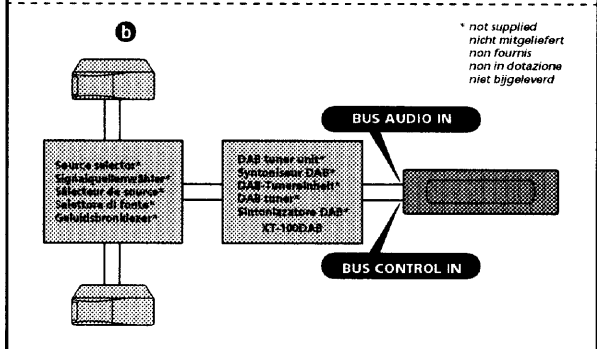 b
* not supplied
nicht mitgeliefert
non fournis
non in dotazione
niet bijgeleverd
BUS AUDIO IN
Source selector*
Signalquellenwähler*
Sélecteur de source*
Selettore di fonte*
Geluidsbronkiezer*
DAB tuner unit*
Syntoniseur DAB*
DAB-Tunereinheit*
DAB tuner*
Sintonizzatore DAB*
XT-100DAB
BUS CONTROL IN